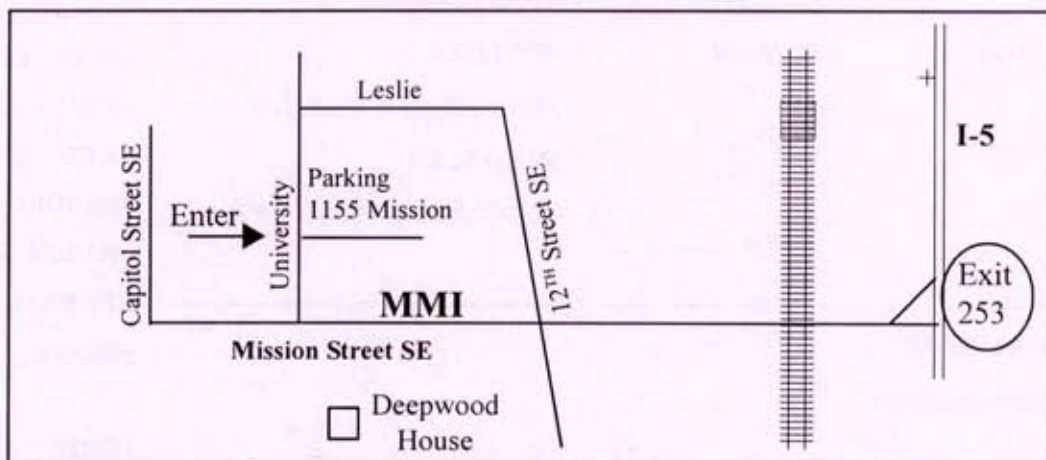 Leslie
I-5
Capitol Street SE
University
Parking
1155 Mission
Enter
12TH Street SE
Exit
253
MMI
Mission Street SE
Deepwood
House